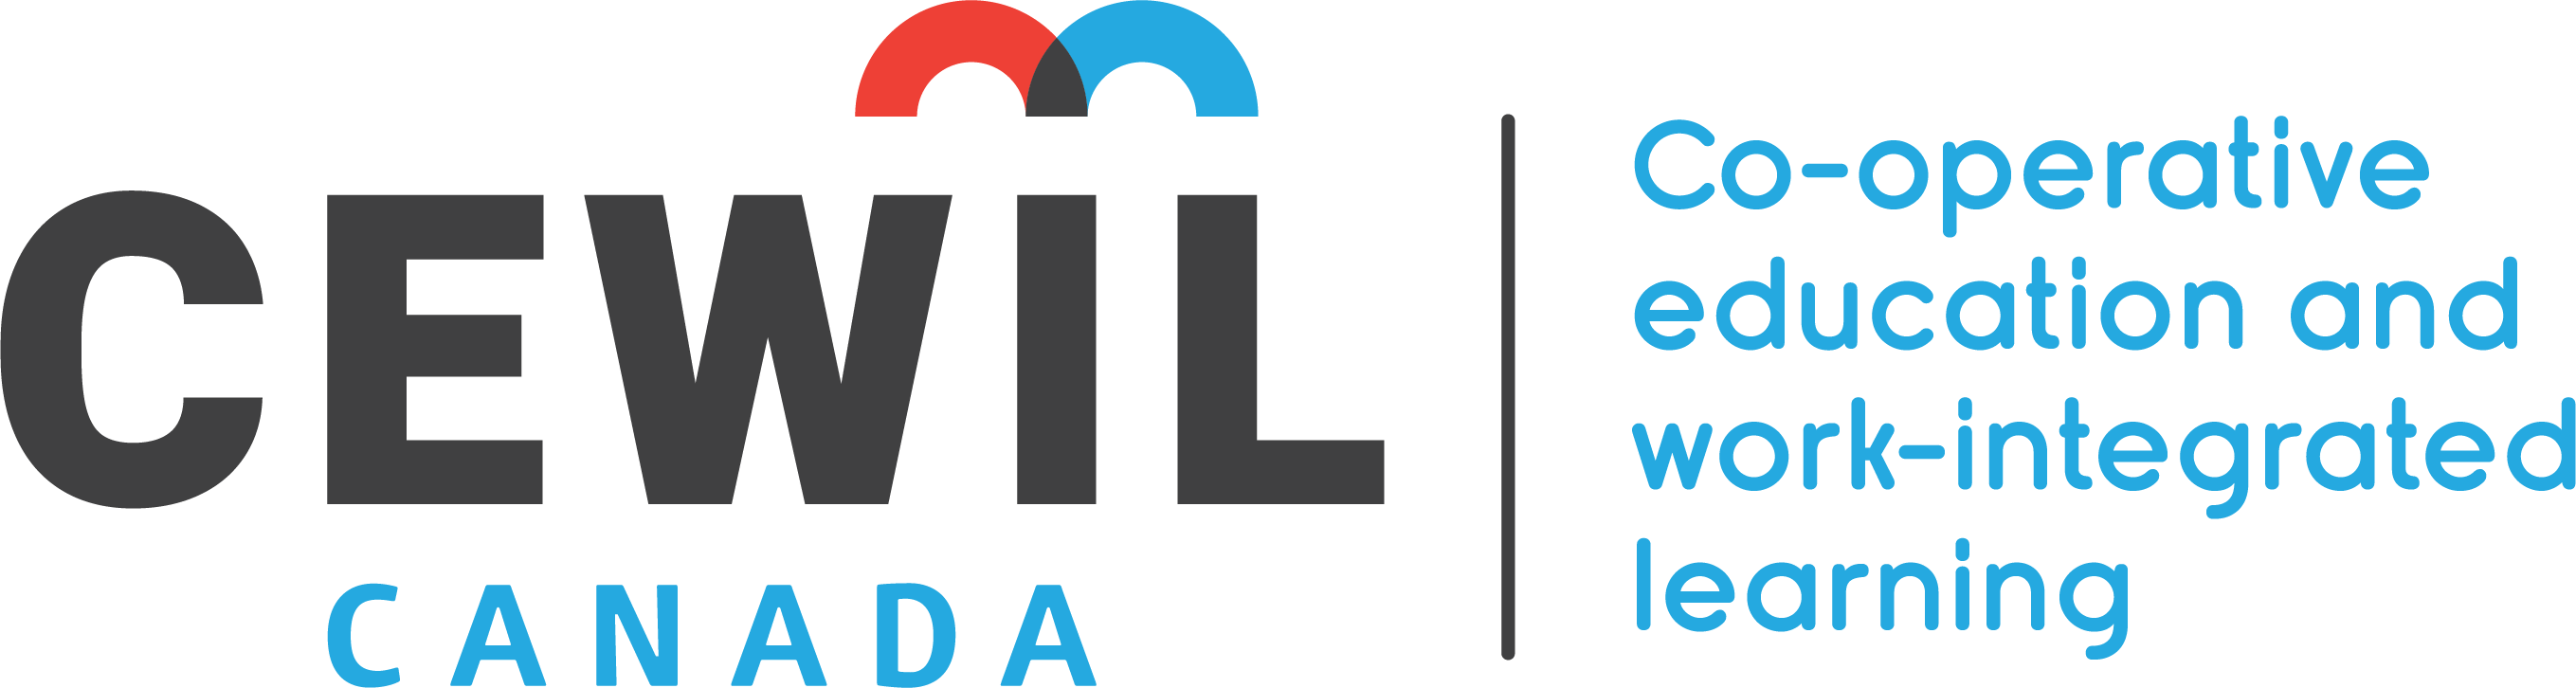 CEWIL
CANADA
Co-operative
education and
work-integrated
learning